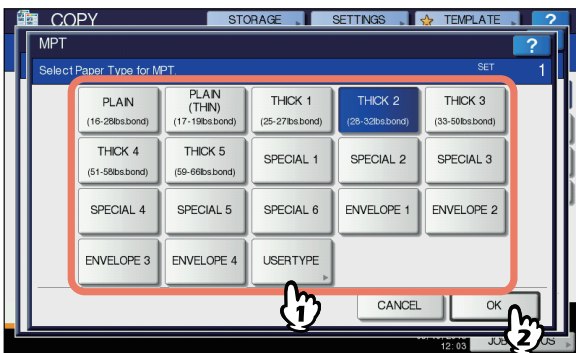 COPY STORAGE SETTINGS TEMPLATE ?
MPT ?
Select Paper Type for MPT. SET 1
PLAIN
(16-28lbs.bond)
PLAIN
(THIN)
(17-19lbs.bond)
THICK 1
(25-27lbs.bond)
THICK 2
(28-32lbs.bond)
THICK 3
(33-50lbs.bond)
THICK 4
(51-58lbs.bond)
THICK 5
(59-66lbs.bond)
SPECIAL 1
SPECIAL 2
SPECIAL 3
SPECIAL 4
SPECIAL 5
SPECIAL 6
ENVELOPE 1
ENVELOPE 2
ENVELOPE 3
ENVELOPE 4
USERTYPE
1
CANCEL
OK
2
12:03